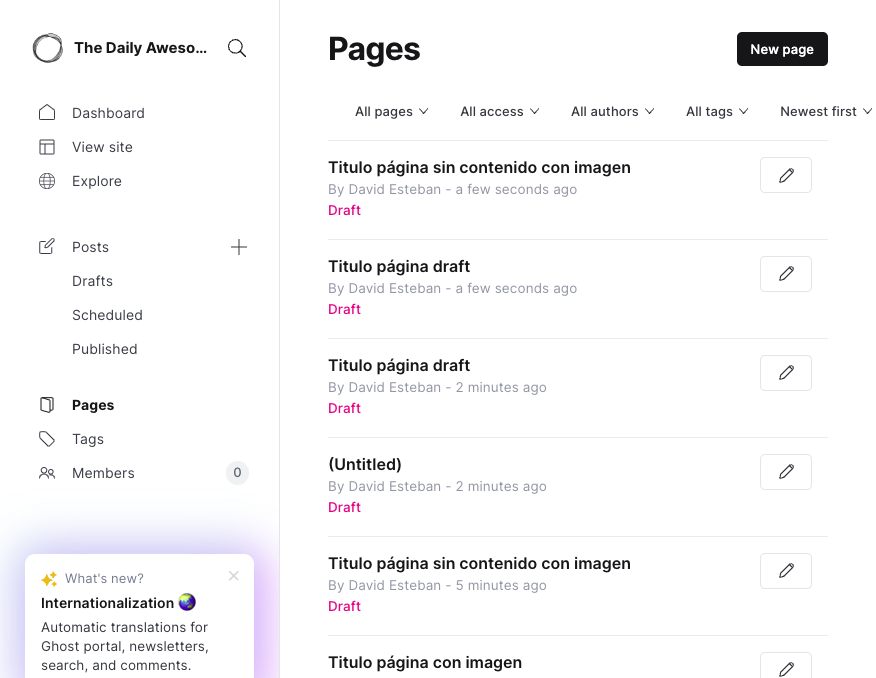 The Daily Aweso...
Dashboard
View site
Explore
Posts
Drafts
Scheduled
Published
Pages
Tags
Members 0
What's new?
Internationalization
Automatic translations for
Ghost portal, newsletters,
search, and comments.
Pages
New page
All pages All access All authors All tags Newest first
Titulo página sin contenido con imagen
By David Esteban - a few seconds ago
Draft
Titulo página draft
By David Esteban - a few seconds ago
Draft
Titulo página draft
By David Esteban - 2 minutes ago
Draft
(Untitled)
By David Esteban - 2 minutes ago
Draft
Titulo página sin contenido con imagen
By David Esteban - 5 minutes ago
Draft
Titulo página con imagen